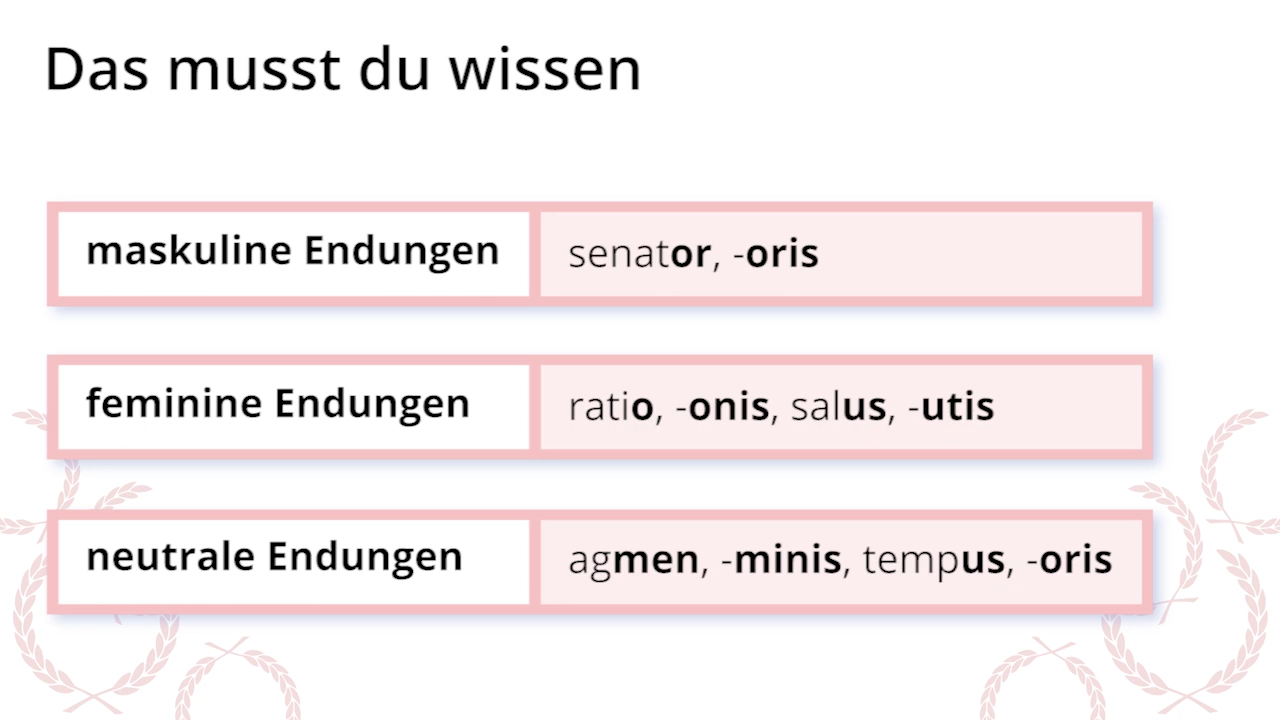 Das musst du wissen
maskuline Endungen senator, -oris
feminine Endungen ratio, -onis, salus, -utis
neutrale Endungen agmen, -minis, tempus, -oris